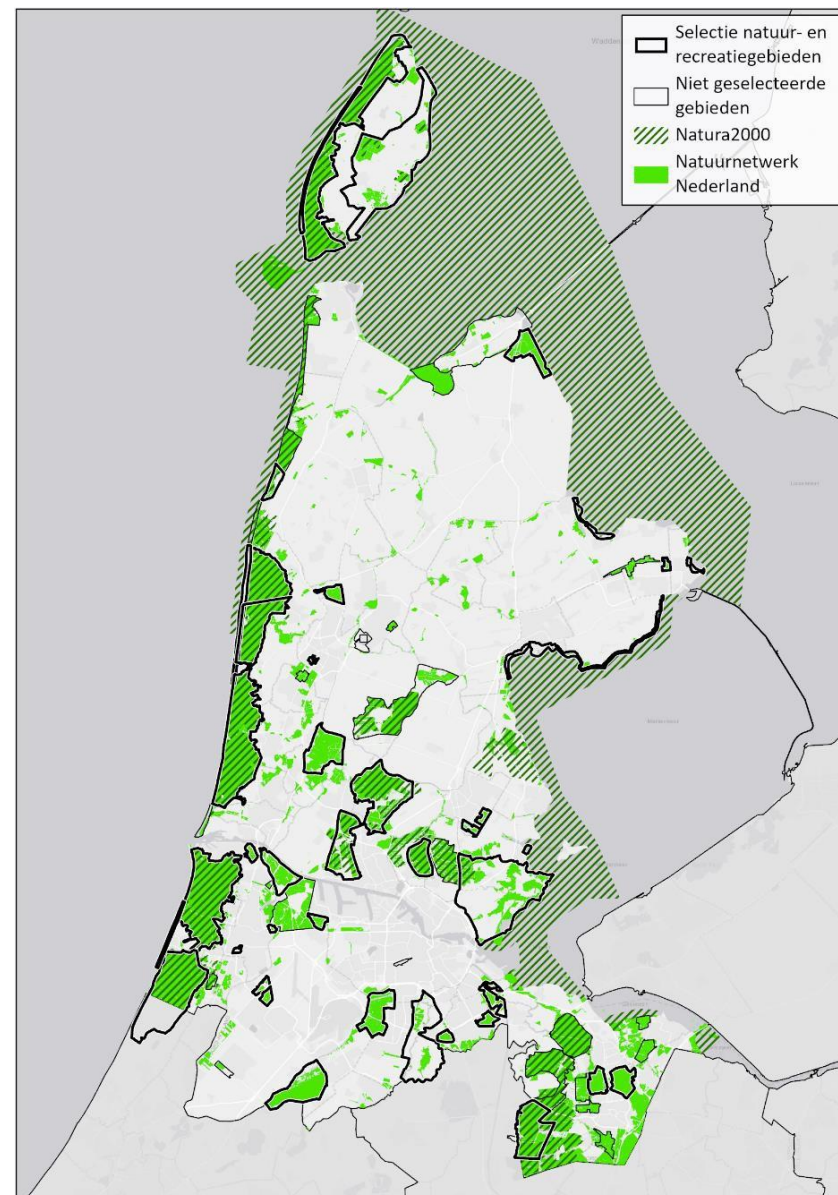 Selectie natuur- en
recreatiegebieden
Niet geselecteerde
gebieden
Natura2000
Natuurnetwerk
Nederland